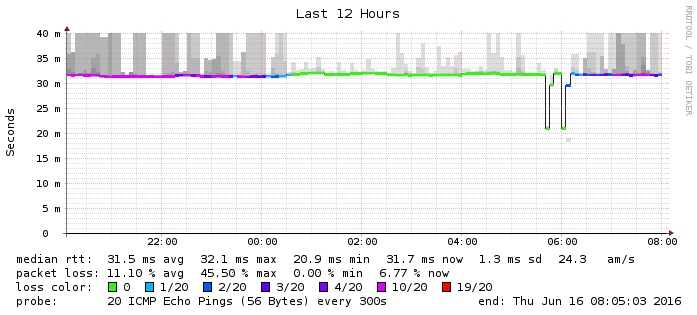 Last 12 Hours
RRDTOOL / TOBI OETIKER
Seconds
40 m
35 m
30 m
25 m
20 m
15 m
10 m
5 m
0
22:00 00:00 02:00 04:00 06:00 08:00
median rtt: 31.5 ms avg 32.1 ms max 20.9 ms min 31.7 ms now 1.3 ms sd 24.3 am/s
packet loss: 11.10 % avg 45.50 % max 0.00 % min 6.77 % now
loss color: 0 1/20 2/20 3/20 4/20 10/20 19/20
probe: 20 ICMP Echo Pings (56 Bytes) every 300s end: Thu Jun 16 08:05:03 2016